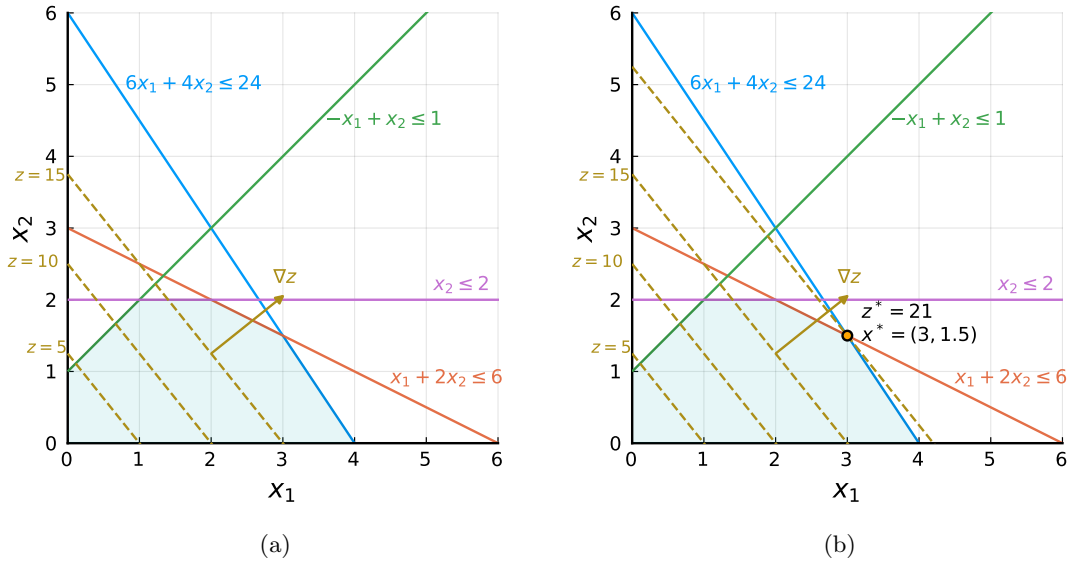 6
5
4
3
2
1
0
x₂
z = 15
z = 10
z = 5
6x₁ + 4x₂ ≤ 24
−x₁ + x₂ ≤ 1
∇z
x₂ ≤ 2
x₁ + 2x₂ ≤ 6
0 1 2 3 4 5 6
x₁
(a)
6
5
4
3
2
1
0
x₂
z = 15
z = 10
z = 5
6x₁ + 4x₂ ≤ 24
−x₁ + x₂ ≤ 1
∇z
x₂ ≤ 2
z* = 21
x* = (3, 1.5)
x₁ + 2x₂ ≤ 6
0 1 2 3 4 5 6
x₁
(b)